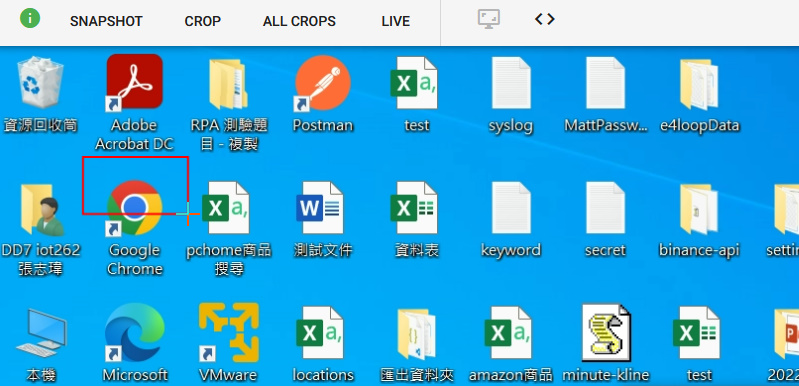 SNAPSHOT CROP ALL CROPS LIVE
資源回收筒
Adobe
Acrobat DC
RPA 測驗題
目 - 複製
Postman
test
syslog
MattPassw...
e4loopData
DD7 iot262
張志瑋
Google
Chrome
pchome商品
搜尋
測試文件
資料表
keyword
secret
binance-api
本機
Microsoft
VMware
locations
匯出資料夾
amazon商品
minute-kline
test
2022